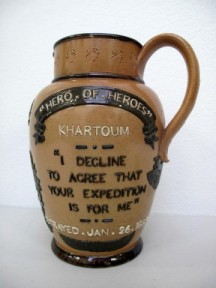 "HERO OF HEROES"
KHARTOUM
"I DECLINE
TO AGREE THAT
YOUR EXPEDITION
IS FOR ME"
JAN. 26.